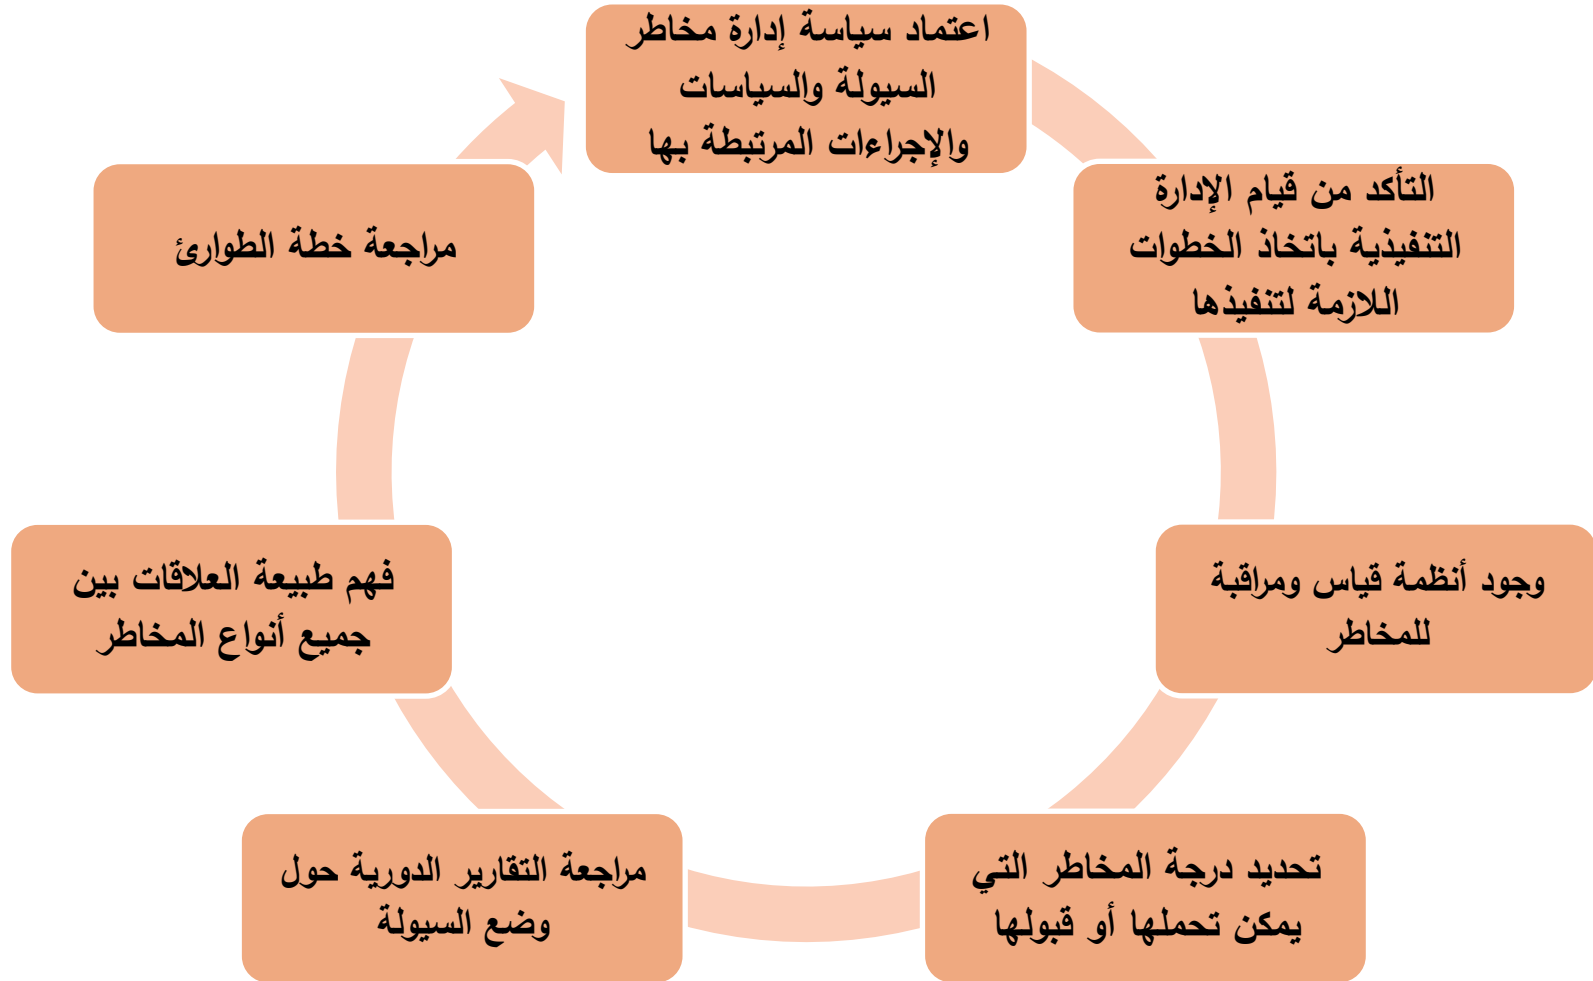 اعتماد سياسة إدارة مخاطر
السيولة والسياسات
والإجراءات المرتبطة بها
التأكد من قيام الإدارة
التنفيذية باتخاذ الخطوات
اللازمة لتنفيذها
وجود أنظمة قياس ومراقبة
للمخاطر
تحديد درجة المخاطر التي
يمكن تحملها أو قبولها
مراجعة التقارير الدورية حول
وضع السيولة
فهم طبيعة العلاقات بين
جميع أنواع المخاطر
مراجعة خطة الطوارئ